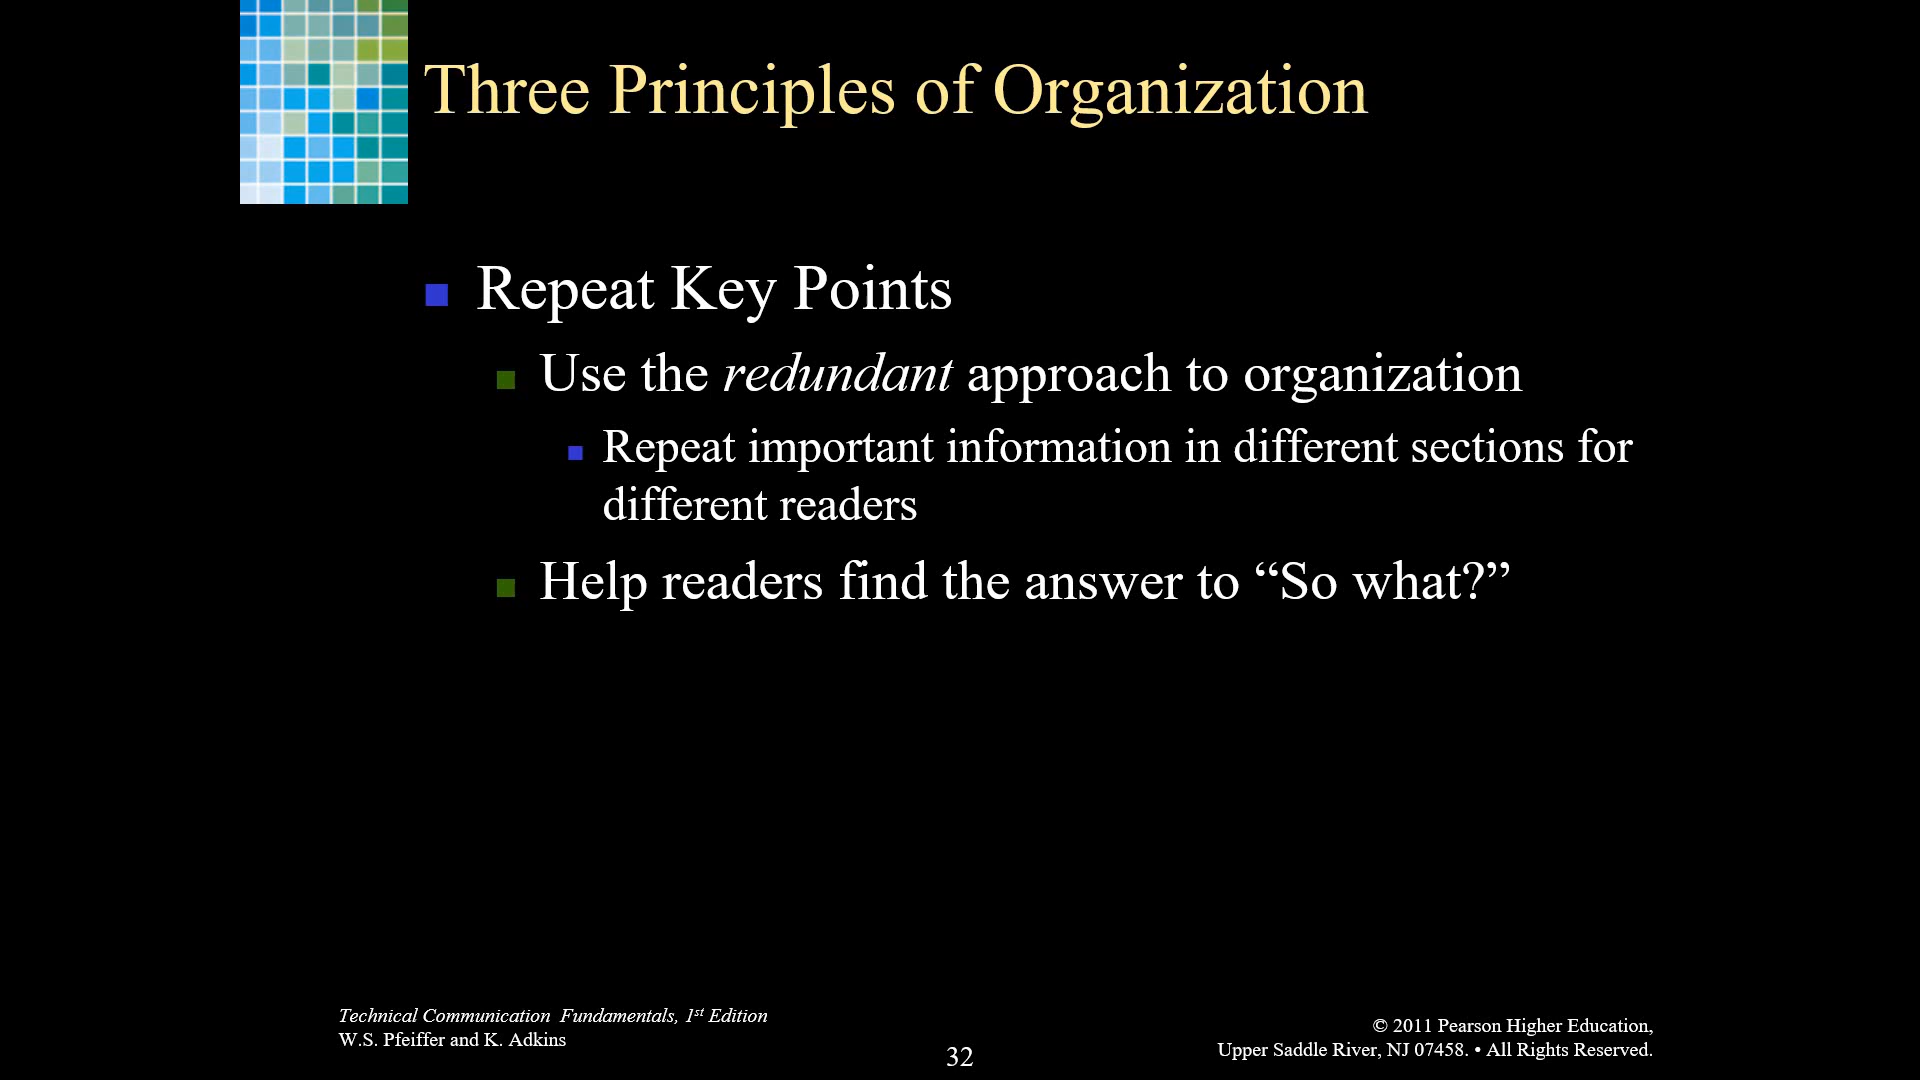 Three Principles of Organization
Repeat Key Points
Use the redundant approach to organization
Repeat important information in different sections for
different readers
Help readers find the answer to “So what?”
Technical Communication  Fundamentals, 1st Edition
W.S. Pfeiffer and K. Adkins
32
© 2011 Pearson Higher Education,
Upper Saddle River, NJ 07458. • All Rights Reserved.